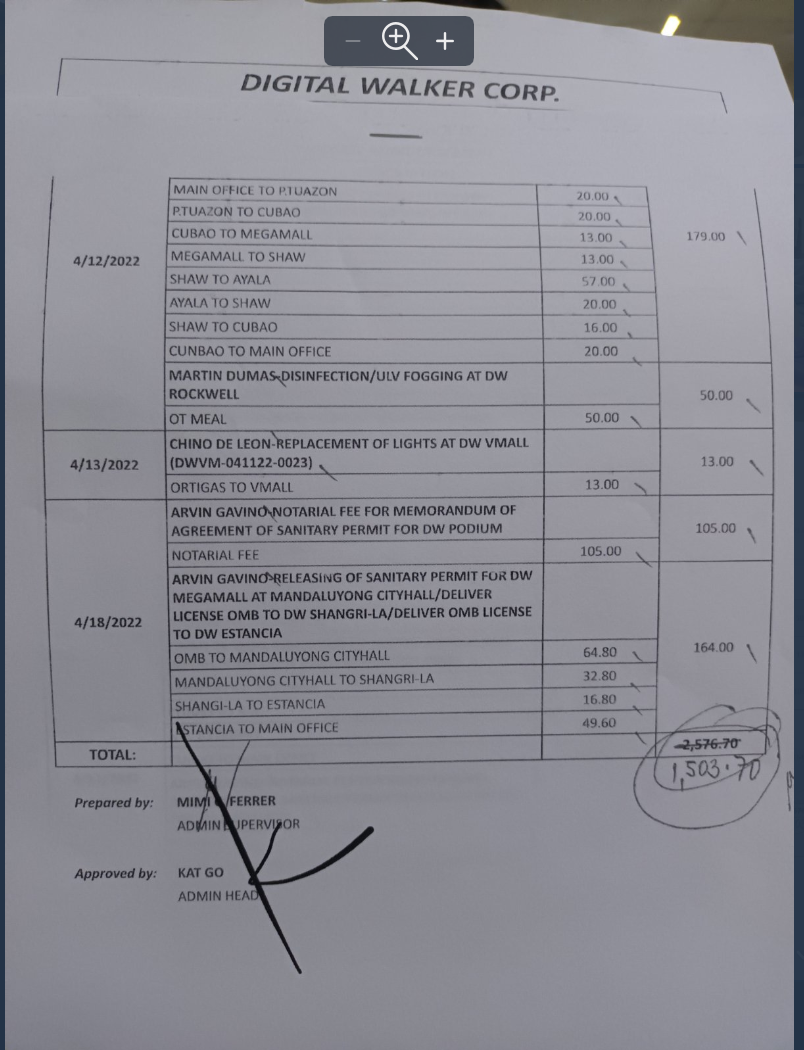 DIGITAL WALKER CORP.
MAIN OFFICE TO P.TUAZON 20.00
P.TUAZON TO CUBAO 20.00
CUBAO TO MEGAMALL 13.00 179.00
MEGAMALL TO SHAW 13.00
4/12/2022
SHAW TO AYALA 57.00
AYALA TO SHAW 20.00
SHAW TO CUBAO 16.00
CUNBAO TO MAIN OFFICE 20.00
MARTIN DUMAS-DISINFECTION/ULV FOGGING AT DW
ROCKWELL 50.00
OT MEAL 50.00
CHINO DE LEON-REPLACEMENT OF LIGHTS AT DW VMALL
4/13/2022 (DWVM-041122-0023) 13.00
ORTIGAS TO VMALL 13.00
ARVIN GAVINO-NOTARIAL FEE FOR MEMORANDUM OF
AGREEMENT OF SANITARY PERMIT FOR DW PODIUM 105.00
NOTARIAL FEE 105.00
ARVIN GAVINO-RELEASING OF SANITARY PERMIT FOR DW
MEGAMALL AT MANDALUYONG CITYHALL/DELIVER
4/18/2022 LICENSE OMB TO DW SHANGRI-LA/DELIVER OMB LICENSE
TO DW ESTANCIA
OMB TO MANDALUYONG CITYHALL 64.80 164.00
MANDALUYONG CITYHALL TO SHANGRI-LA 32.80
SHANGI-LA TO ESTANCIA 16.80
ESTANCIA TO MAIN OFFICE 49.60
TOTAL: 2,576.70
1,503.70
Prepared by: MIMI FERRER
ADMIN SUPERVISOR
Approved by: KAT GO
ADMIN HEAD